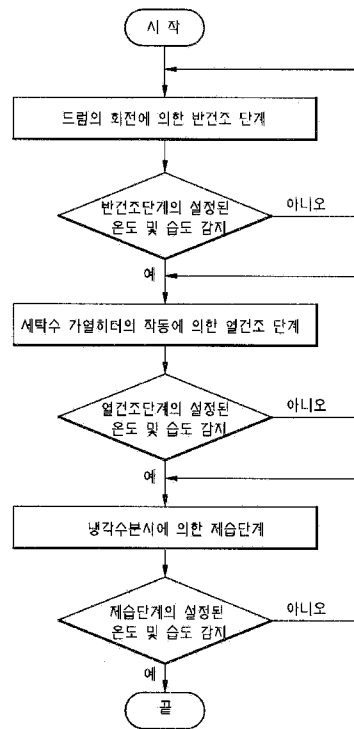 시 작
드럼의 회전에 의한 반건조 단계
반건조단계의 설정된
온도 및 습도 감지
아니오
예
세탁수 가열히터의 작동에 의한 열건조 단계
열건조단계의 설정된
온도 및 습도 감지
아니오
예
냉각수분사에 의한 제습단계
제습단계의 설정된
온도 및 습도 감지
아니오
예
끝